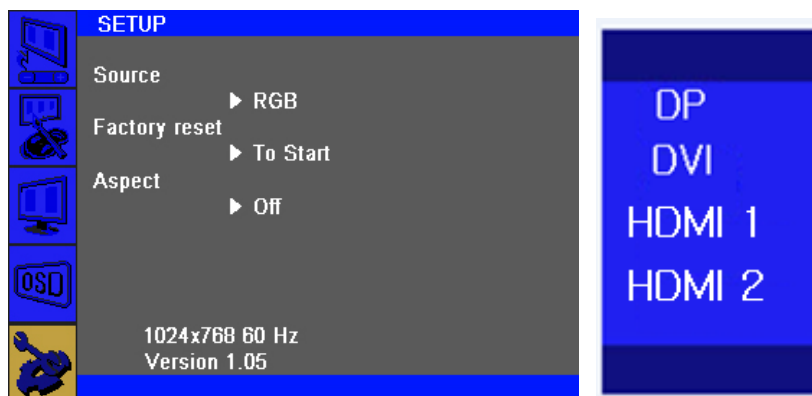 SETUP
Source
RGB
Factory reset
To Start
Aspect
Off
OSD
1024x768 60 Hz
Version 1.05
DP
DVI
HDMI 1
HDMI 2